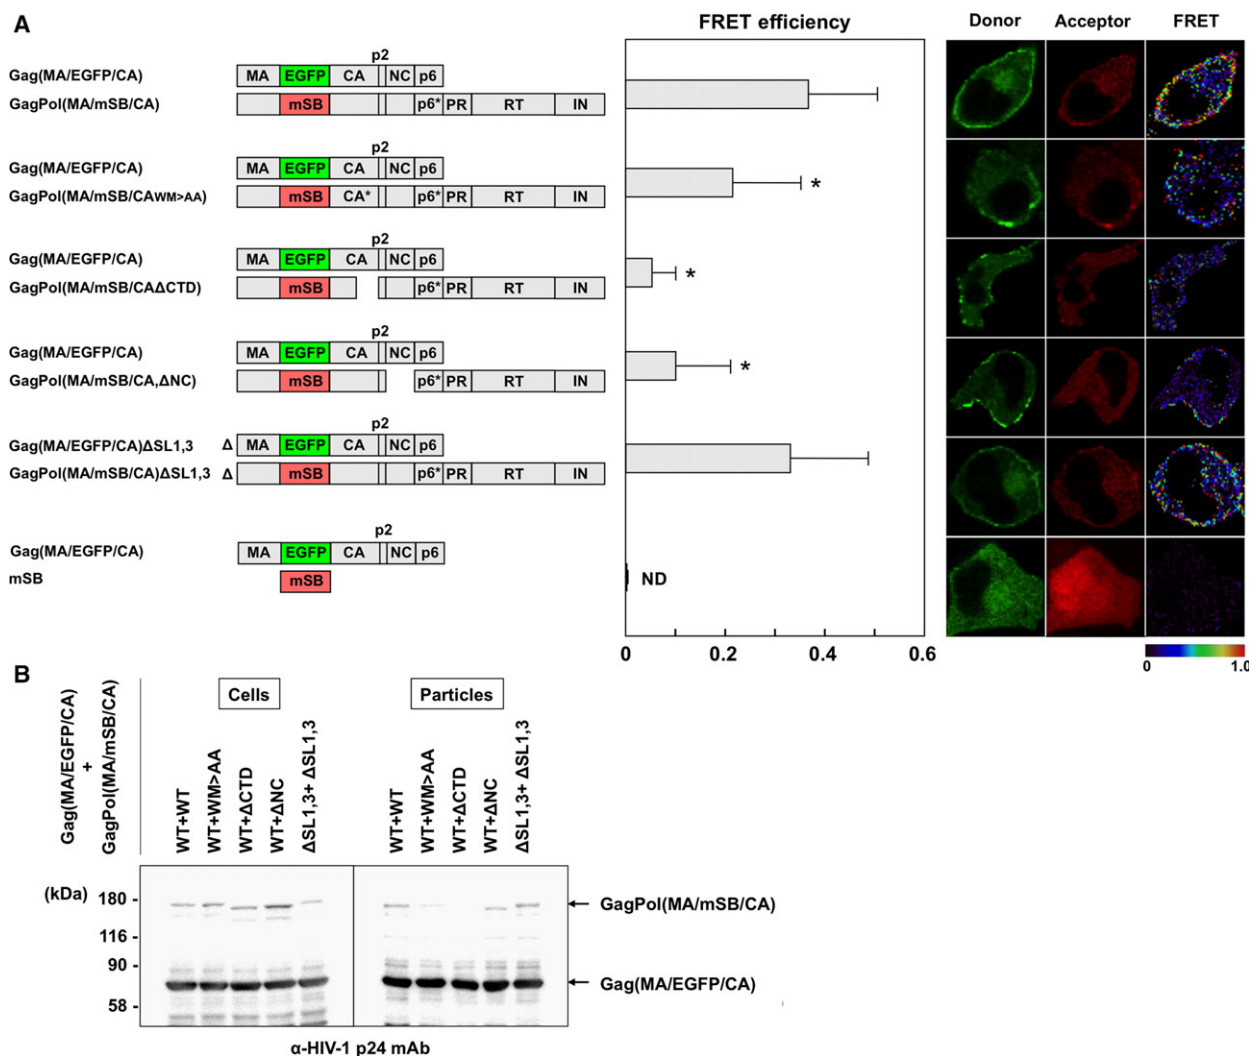 A
FRET efficiency
Donor Acceptor FRET
p2
Gag(MA/EGFP/CA) MA EGFP CA NC p6
GagPol(MA/mSB/CA) mSB p6* PR RT IN
p2
Gag(MA/EGFP/CA) MA EGFP CA NC p6
GagPol(MA/mSB/CAWM>AA) mSB CA* p6* PR RT IN
*
p2
Gag(MA/EGFP/CA) MA EGFP CA NC p6
GagPol(MA/mSB/CAΔCTD) mSB p6* PR RT IN
*
p2
Gag(MA/EGFP/CA) MA EGFP CA NC p6
GagPol(MA/mSB/CA,ΔNC) mSB p6* PR RT IN
*
p2
Gag(MA/EGFP/CA)ΔSL1,3 Δ MA EGFP CA NC p6
GagPol(MA/mSB/CA)ΔSL1,3 Δ mSB p6* PR RT IN
p2
Gag(MA/EGFP/CA) MA EGFP CA NC p6
mSB mSB
ND
0 0.2 0.4 0.6
0 1.0
B
Gag(MA/EGFP/CA)
+
GagPol(MA/mSB/CA)
Cells
Particles
WT+WT
WT+WM>AA
WT+ΔCTD
WT+ΔNC
ΔSL1,3+ ΔSL1,3
WT+WT
WT+WM>AA
WT+ΔCTD
WT+ΔNC
ΔSL1,3+ ΔSL1,3
(kDa)
180 -
116 -
90 -
58 -
GagPol(MA/mSB/CA)
Gag(MA/EGFP/CA)
α-HIV-1 p24 mAb